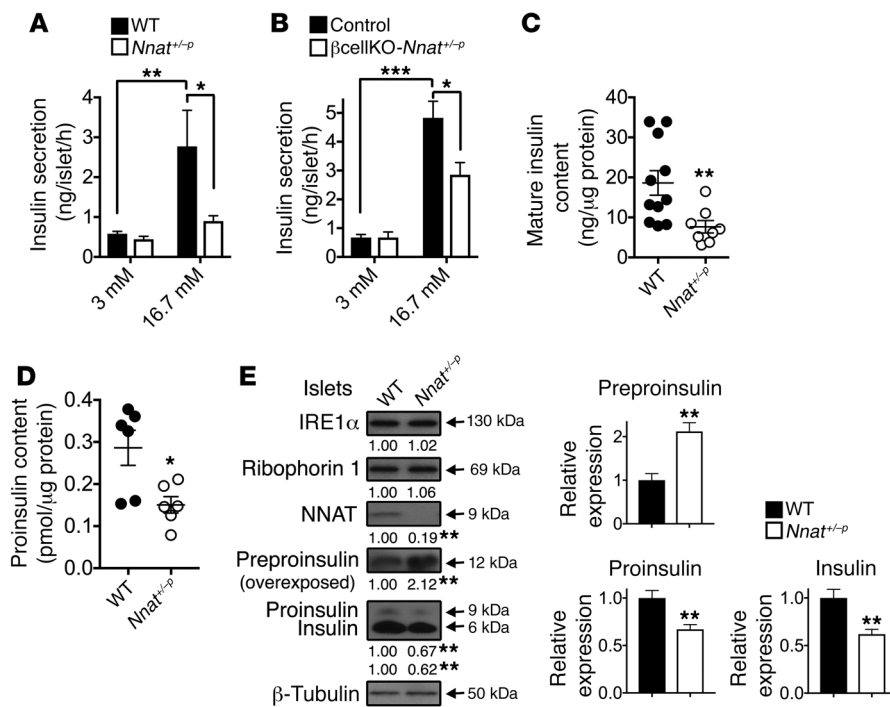 A
WT
Nnat+/–p
**
*
Insulin secretion
(ng/islet/h)
4
3
2
1
0
3 mM
16.7 mM
B
Control
βcellKO-Nnat+/–p
***
*
Insulin secretion
(ng/islet/h)
5
4
3
2
1
0
3 mM
16.7 mM
C
Mature insulin
content
(ng/μg protein)
40
30
20
10
0
**
WT
Nnat+/–p
D
Proinsulin content
(pmol/μg protein)
0.4
0.3
0.2
0.1
0.0
*
WT
Nnat+/–p
E
Islets
WT
Nnat+/–p
IRE1α
130 kDa
1.00 1.02
Ribophorin 1
69 kDa
1.00 1.06
NNAT
9 kDa
1.00 0.19**
Preproinsulin
12 kDa
(overexposed)
1.00 2.12**
Proinsulin
9 kDa
Insulin
6 kDa
1.00 0.67**
1.00 0.62**
β-Tubulin
50 kDa
Preproinsulin
Relative
expression
2
1
0
**
WT
Nnat+/–p
Proinsulin
Relative
expression
1.0
0.5
0.0
**
Insulin
Relative
expression
1.0
0.5
0.0
**